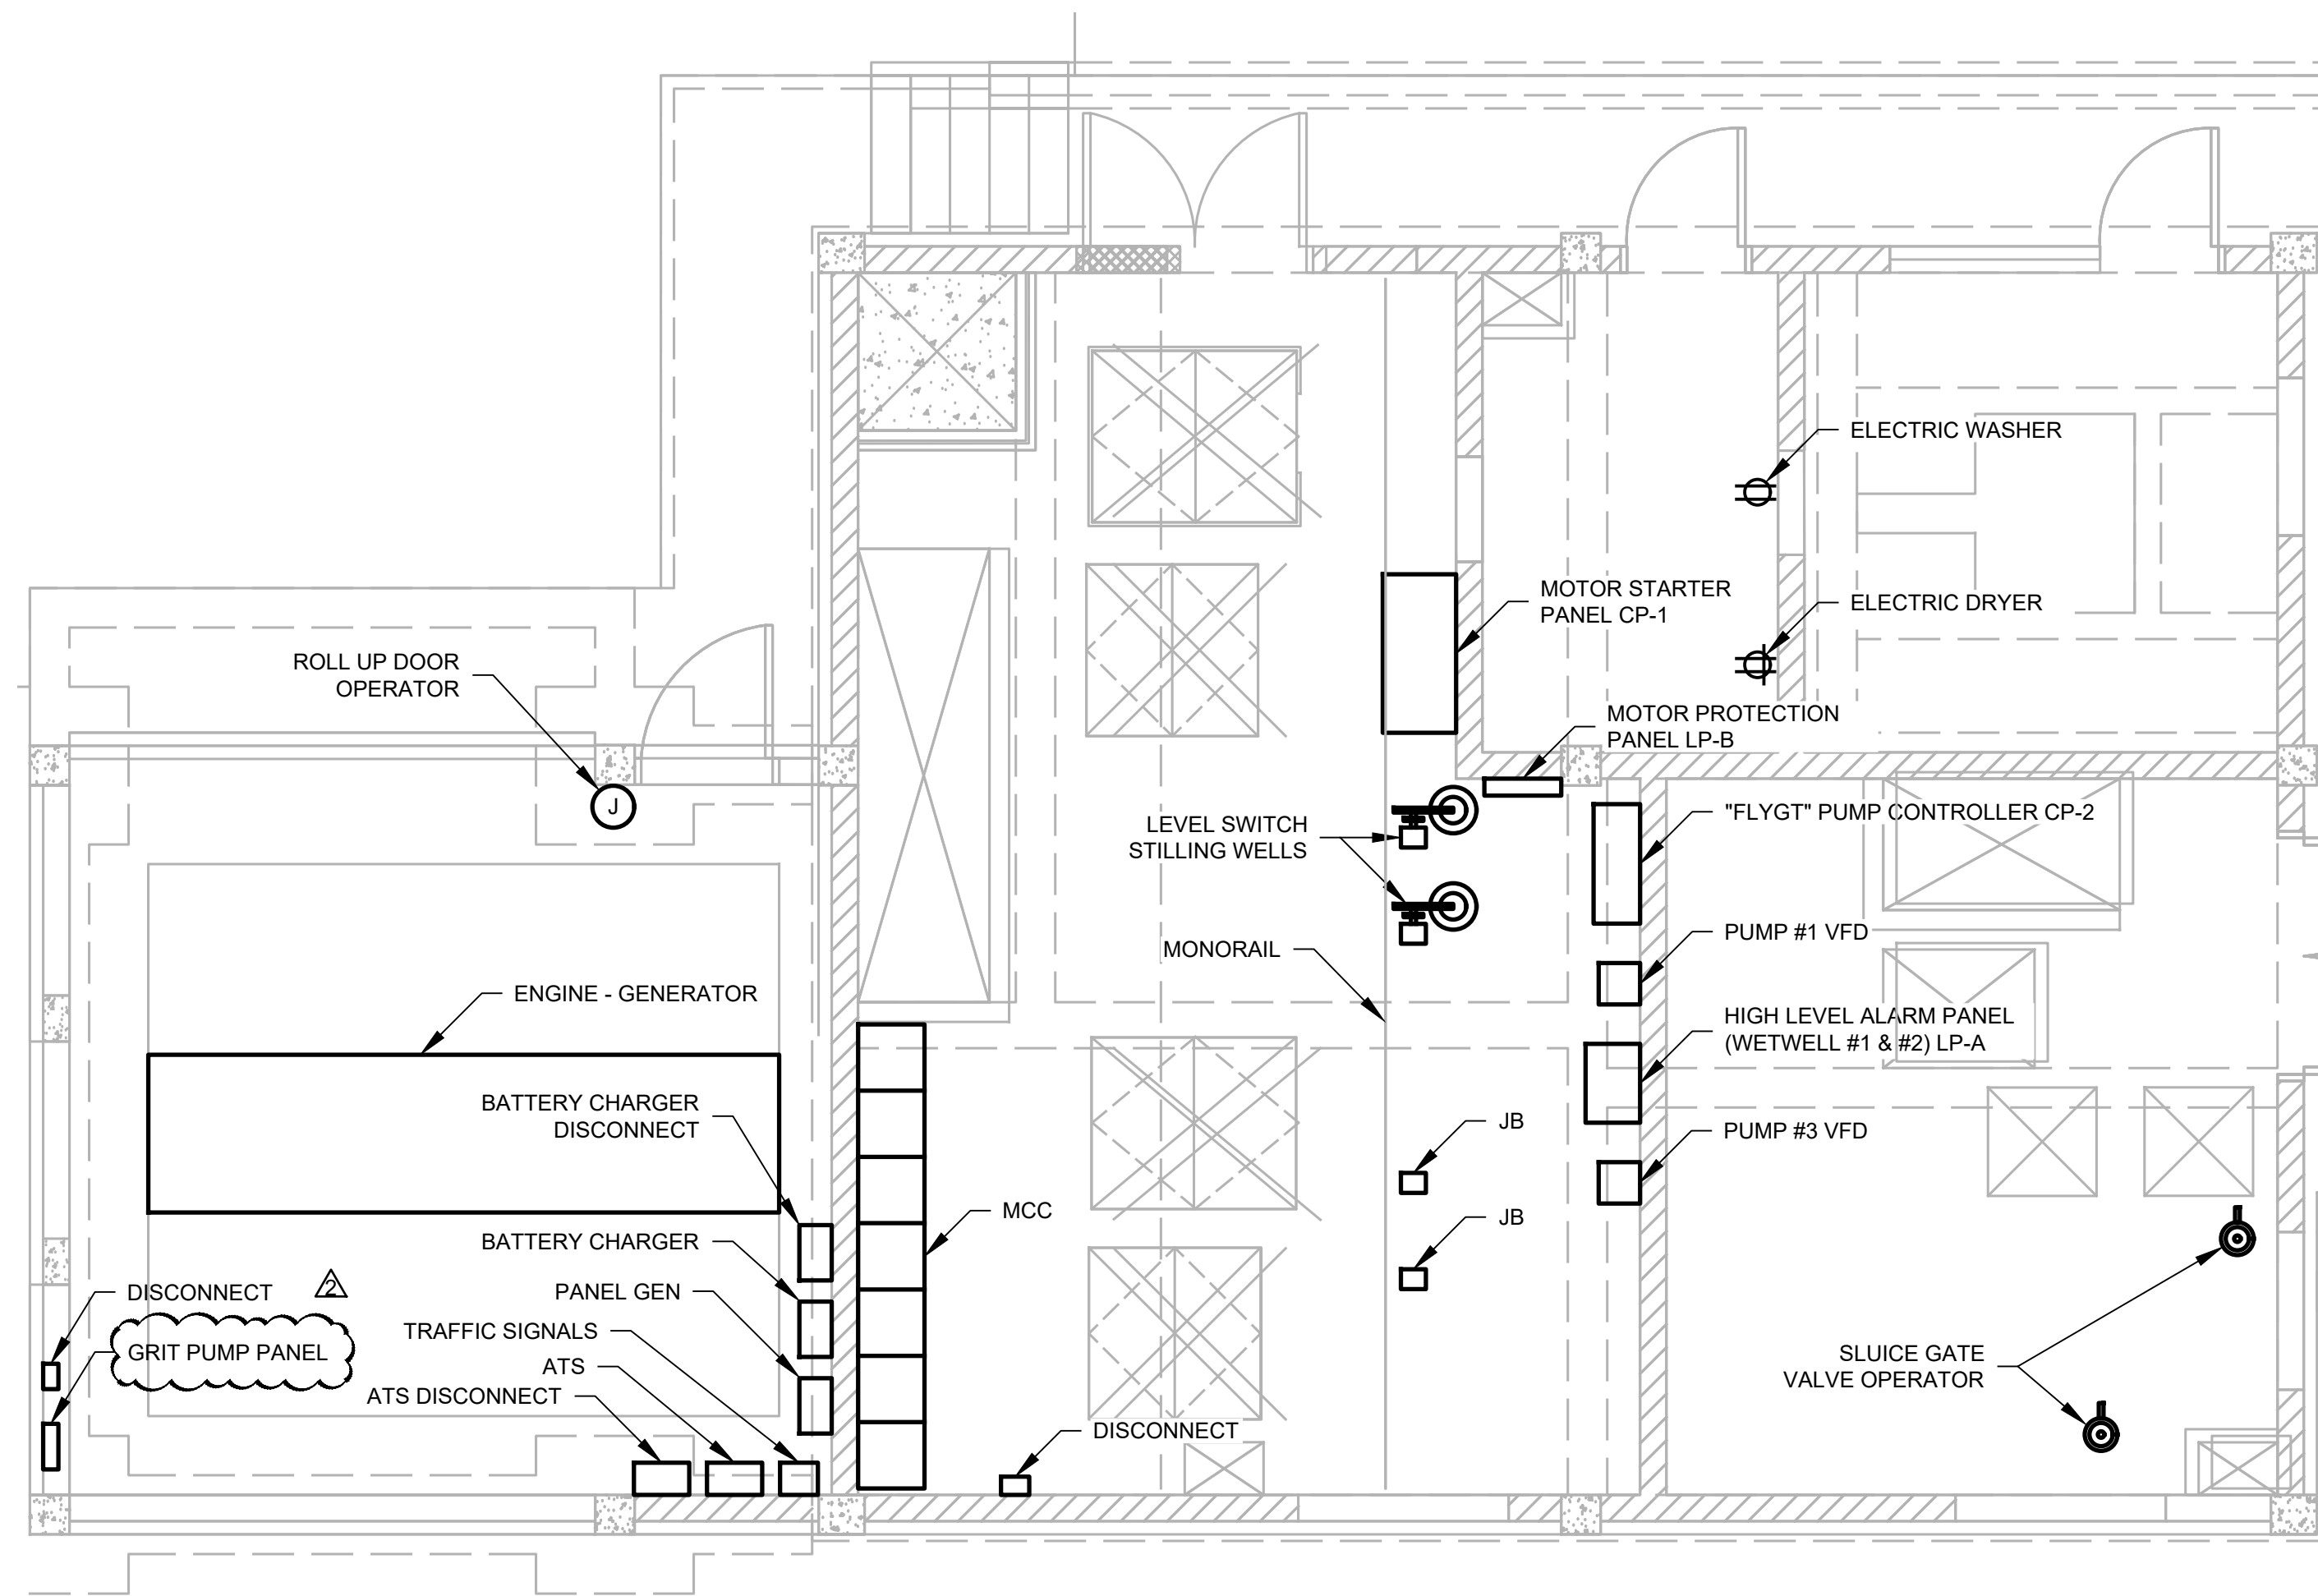 ELECTRIC WASHER
MOTOR STARTER
PANEL CP-1
ELECTRIC DRYER
ROLL UP DOOR
OPERATOR
MOTOR PROTECTION
PANEL LP-B
J
LEVEL SWITCH
STILLING WELLS
"FLYGT" PUMP CONTROLLER CP-2
PUMP #1 VFD
MONORAIL
ENGINE - GENERATOR
HIGH LEVEL ALARM PANEL
(WETWELL #1 & #2) LP-A
BATTERY CHARGER
DISCONNECT
JB
PUMP #3 VFD
MCC
JB
BATTERY CHARGER
DISCONNECT
2
PANEL GEN
TRAFFIC SIGNALS
GRIT PUMP PANEL
ATS
ATS DISCONNECT
SLUICE GATE
VALVE OPERATOR
DISCONNECT